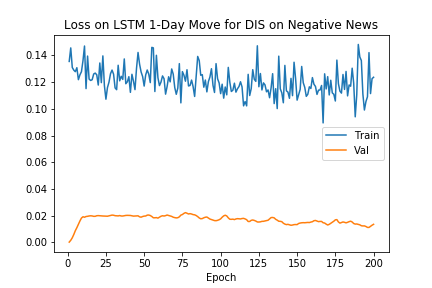 Loss on LSTM 1-Day Move for DIS on Negative News
0.14
0.12
0.10
0.08
0.06
0.04
0.02
0.00
Train
Val
0 25 50 75 100 125 150 175 200
Epoch